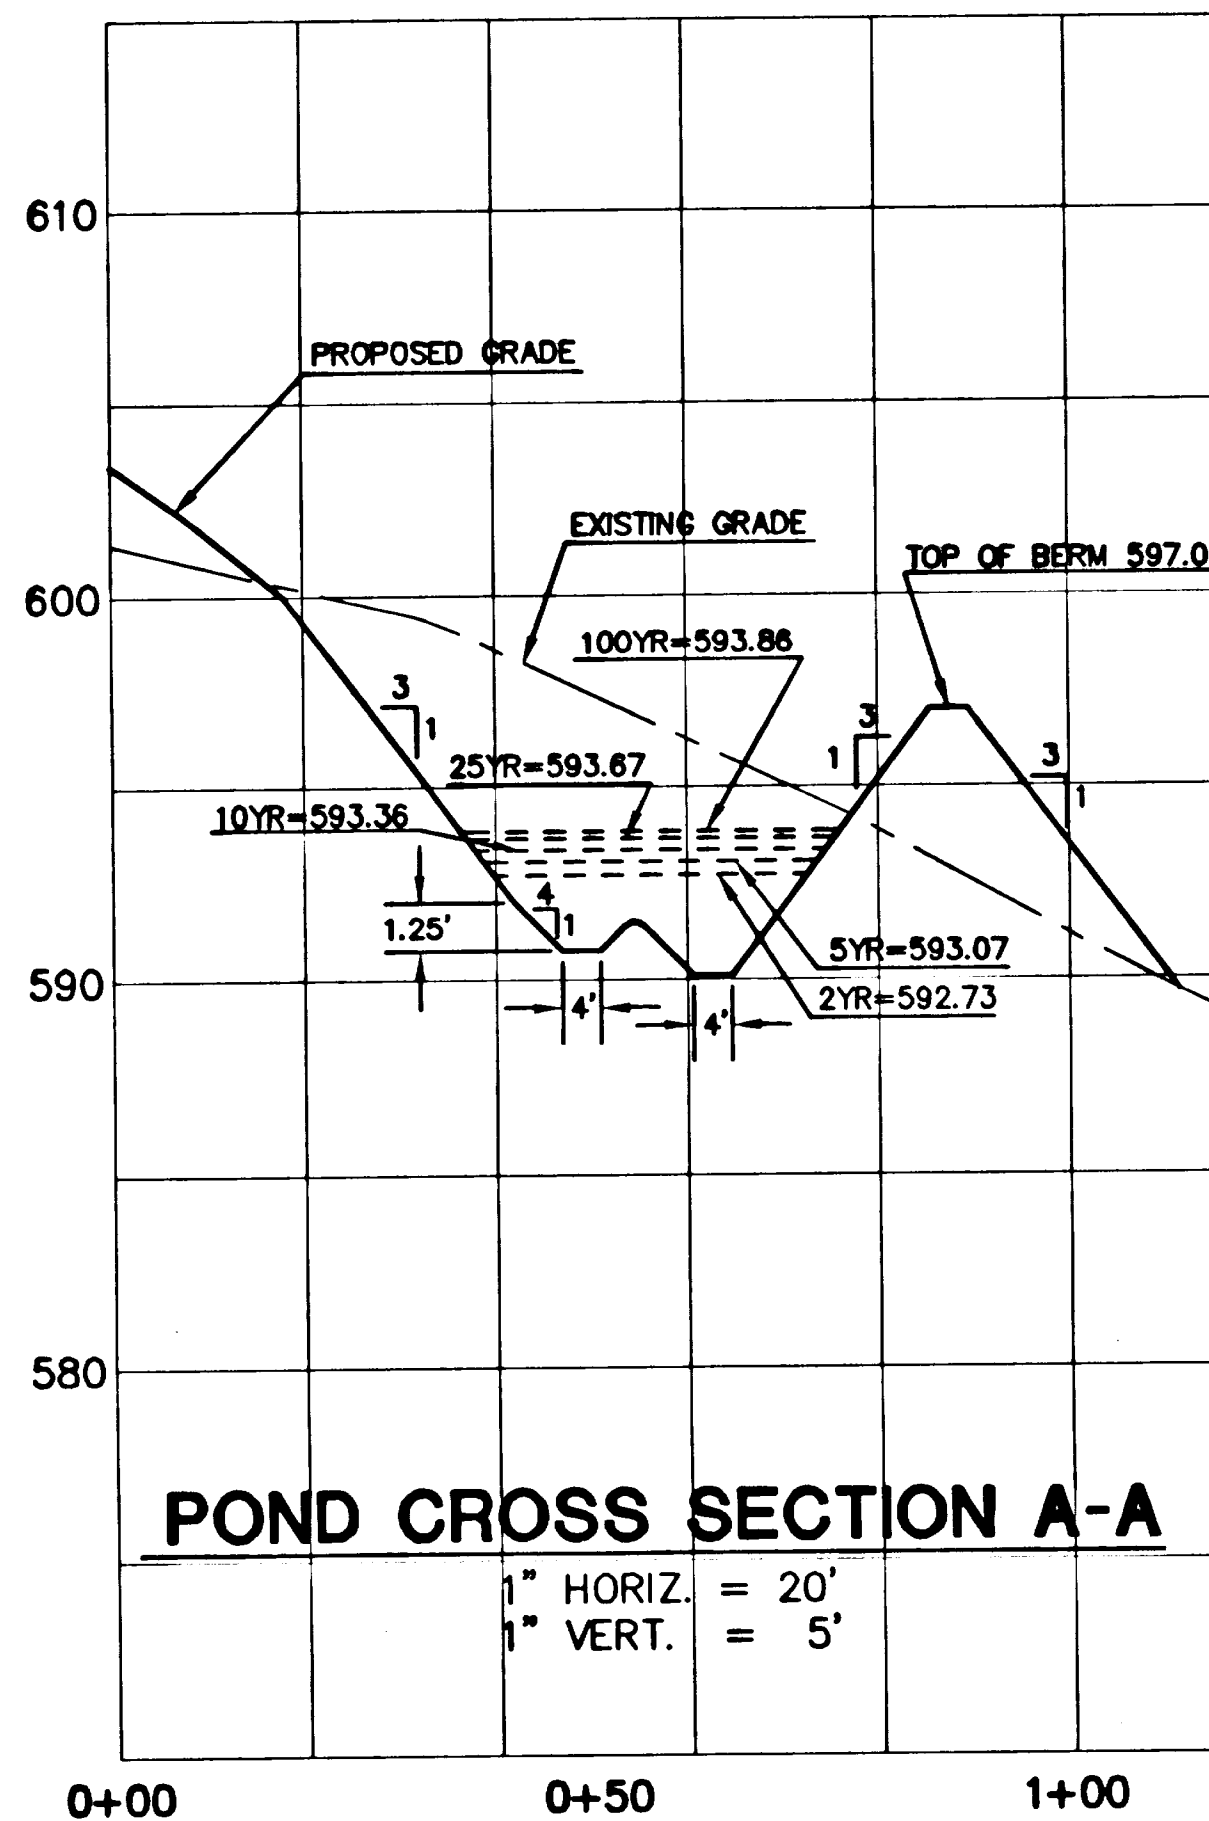 610
PROPOSED GRADE
EXISTING GRADE
TOP OF BERM 597.0
600
100YR=593.86
3
1
3
1
25YR=593.67
3
1
10YR=593.36
4
1
1.25'
5YR=593.07
590
2YR=592.73
4'
4'
580
POND CROSS SECTION A-A
1" HORIZ. = 20'
1" VERT. = 5'
0+00
0+50
1+00